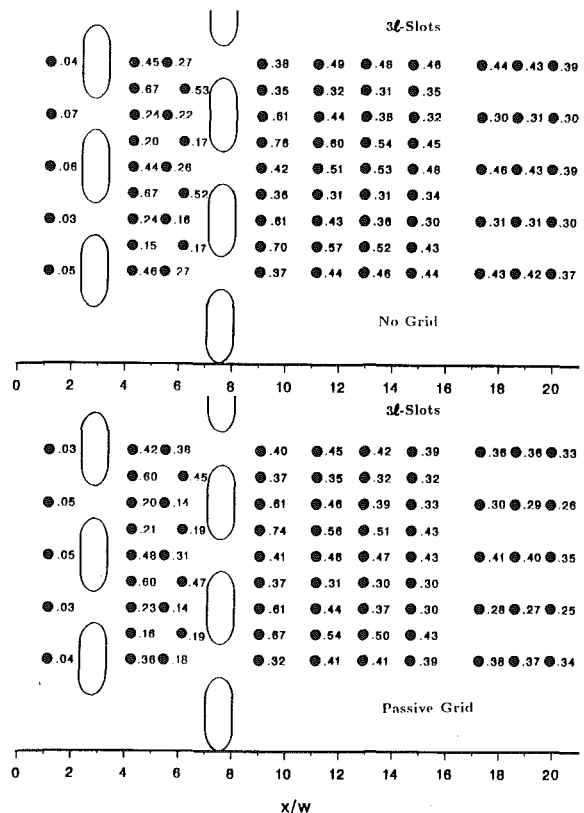 3ℓ-Slots
.04 .45 .27 .38 .49 .48 .46 .44 .43 .39
.67 .53 .35 .32 .31 .35
.07 .24 .22 .61 .44 .38 .32 .30 .31 .30
.20 .17 .76 .60 .54 .45
.06 .44 .26 .42 .51 .53 .48 .46 .43 .39
.67 .52 .36 .31 .31 .34
.03 .24 .16 .61 .43 .36 .30 .31 .31 .30
.15 .17 .70 .57 .52 .43
.05 .46 .27 .37 .44 .46 .44 .43 .42 .37
No Grid
0 2 4 6 8 10 12 14 16 18 20
3ℓ-Slots
.03 .42 .38 .40 .45 .42 .39 .36 .36 .33
.60 .45 .37 .35 .32 .32
.05 .20 .14 .61 .46 .39 .33 .30 .29 .26
.21 .19 .74 .56 .51 .43
.05 .48 .31 .41 .46 .47 .43 .41 .40 .35
.60 .47 .37 .31 .30 .30
.03 .23 .14 .61 .44 .37 .30 .28 .27 .25
.16 .19 .67 .54 .50 .43
.04 .36 .18 .32 .41 .41 .39 .38 .37 .34
Passive Grid
0 2 4 6 8 10 12 14 16 18 20
x/w